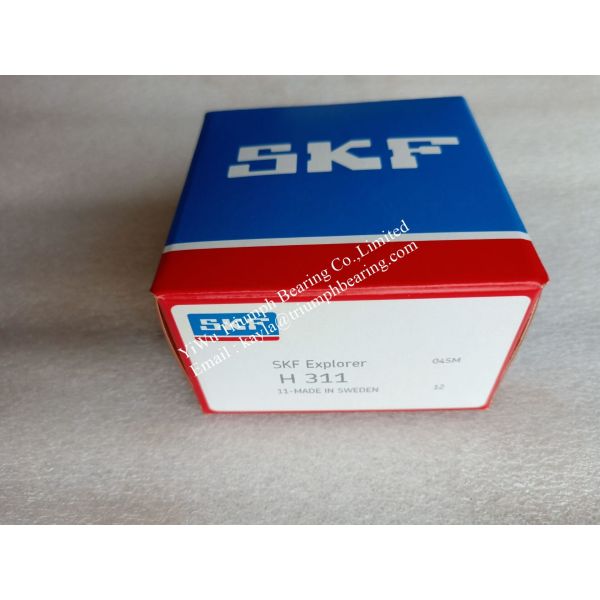 SKF
YiWu Triumph Bearing Co.,Limited
Email : kayla@triumphbearing.com
SKF
SKF Explorer
045M
H 311
11-MADE IN SWEDEN
12